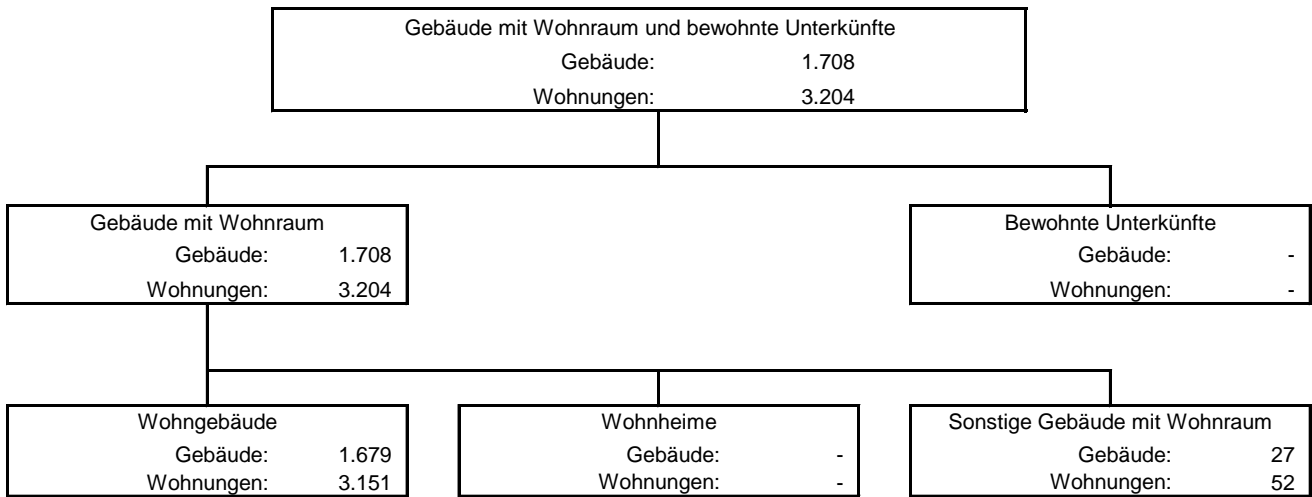 Gebäude mit Wohnraum und bewohnte Unterkünfte
Gebäude: 1.708
Wohnungen: 3.204
Gebäude mit Wohnraum
Gebäude: 1.708
Wohnungen: 3.204
Bewohnte Unterkünfte
Gebäude: -
Wohnungen: -
Wohngebäude
Gebäude: 1.679
Wohnungen: 3.151
Wohnheime
Gebäude: -
Wohnungen: -
Sonstige Gebäude mit Wohnraum
Gebäude: 27
Wohnungen: 52